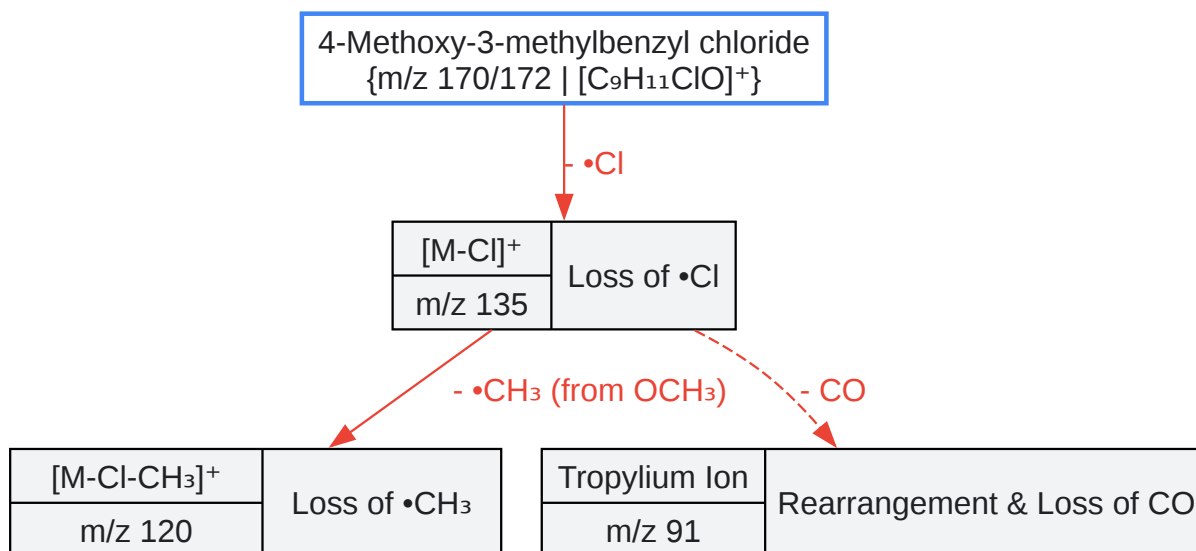 4-Methoxy-3-methylbenzyl chloride
{m/z 170/172 | [C₉H₁₁ClO]⁺}
- •Cl
[M-Cl]⁺
m/z 135
Loss of •Cl
- •CH₃ (from OCH₃)
- CO
[M-Cl-CH₃]⁺
m/z 120
Loss of •CH₃
Tropylium Ion
m/z 91
Rearrangement & Loss of CO